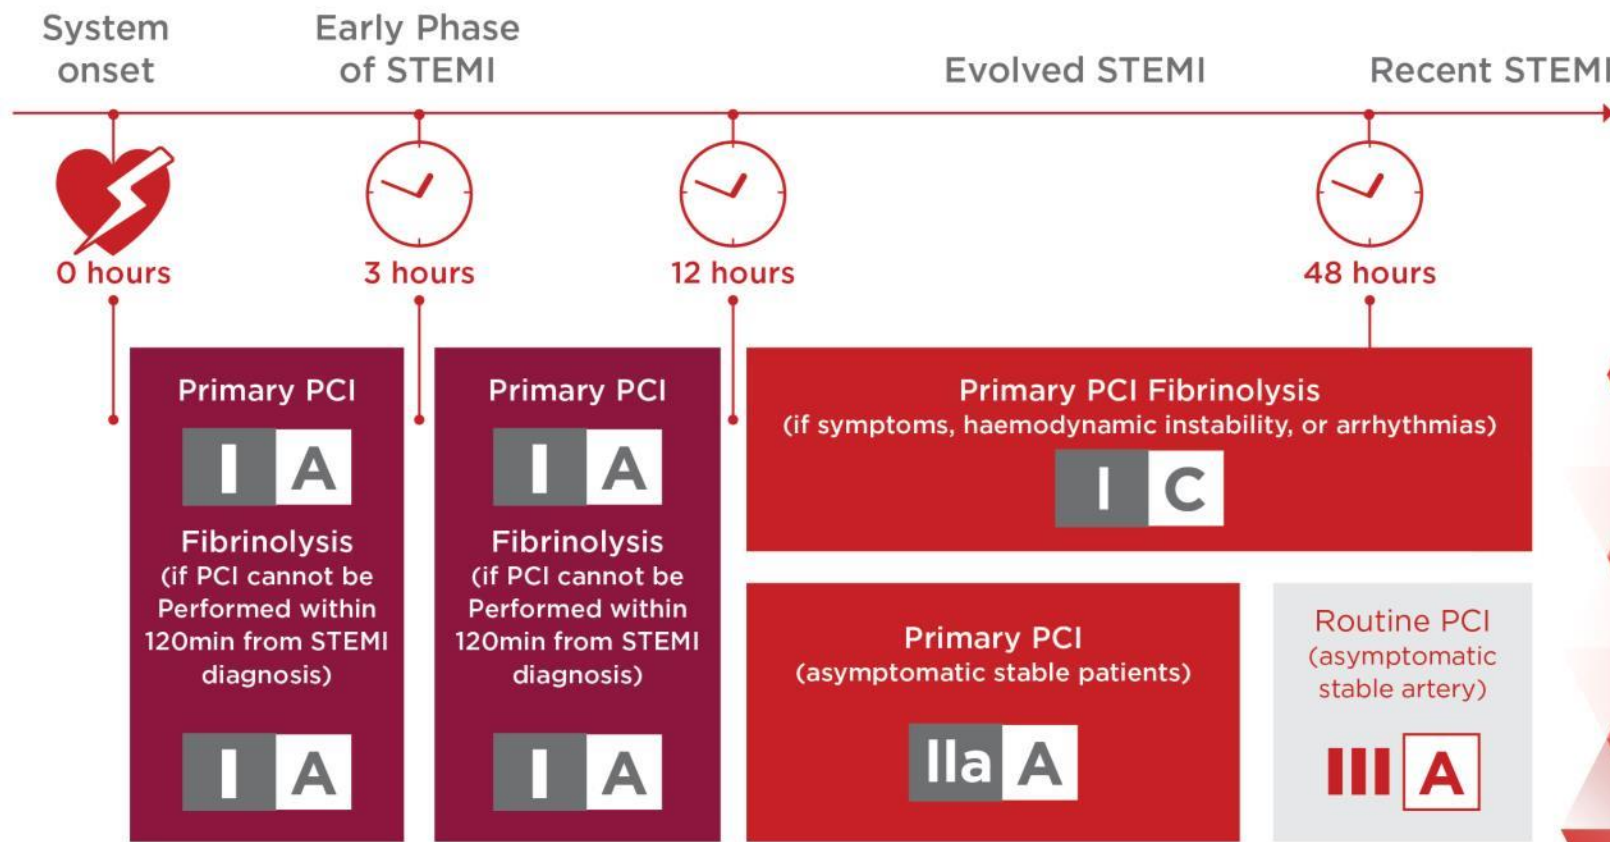 System
onset
Early Phase
of STEMI
Evolved STEMI
Recent STEMI
0 hours
3 hours
12 hours
48 hours
Primary PCI
I A
Fibrinolysis
(if PCI cannot be
Performed within
120min from STEMI
diagnosis)
I A
Primary PCI
I A
Fibrinolysis
(if PCI cannot be
Performed within
120min from STEMI
diagnosis)
I A
Primary PCI Fibrinolysis
(if symptoms, haemodynamic instability, or arrhythmias)
I C
Primary PCI
(asymptomatic stable patients)
IIa A
Routine PCI
(asymptomatic
stable artery)
III A